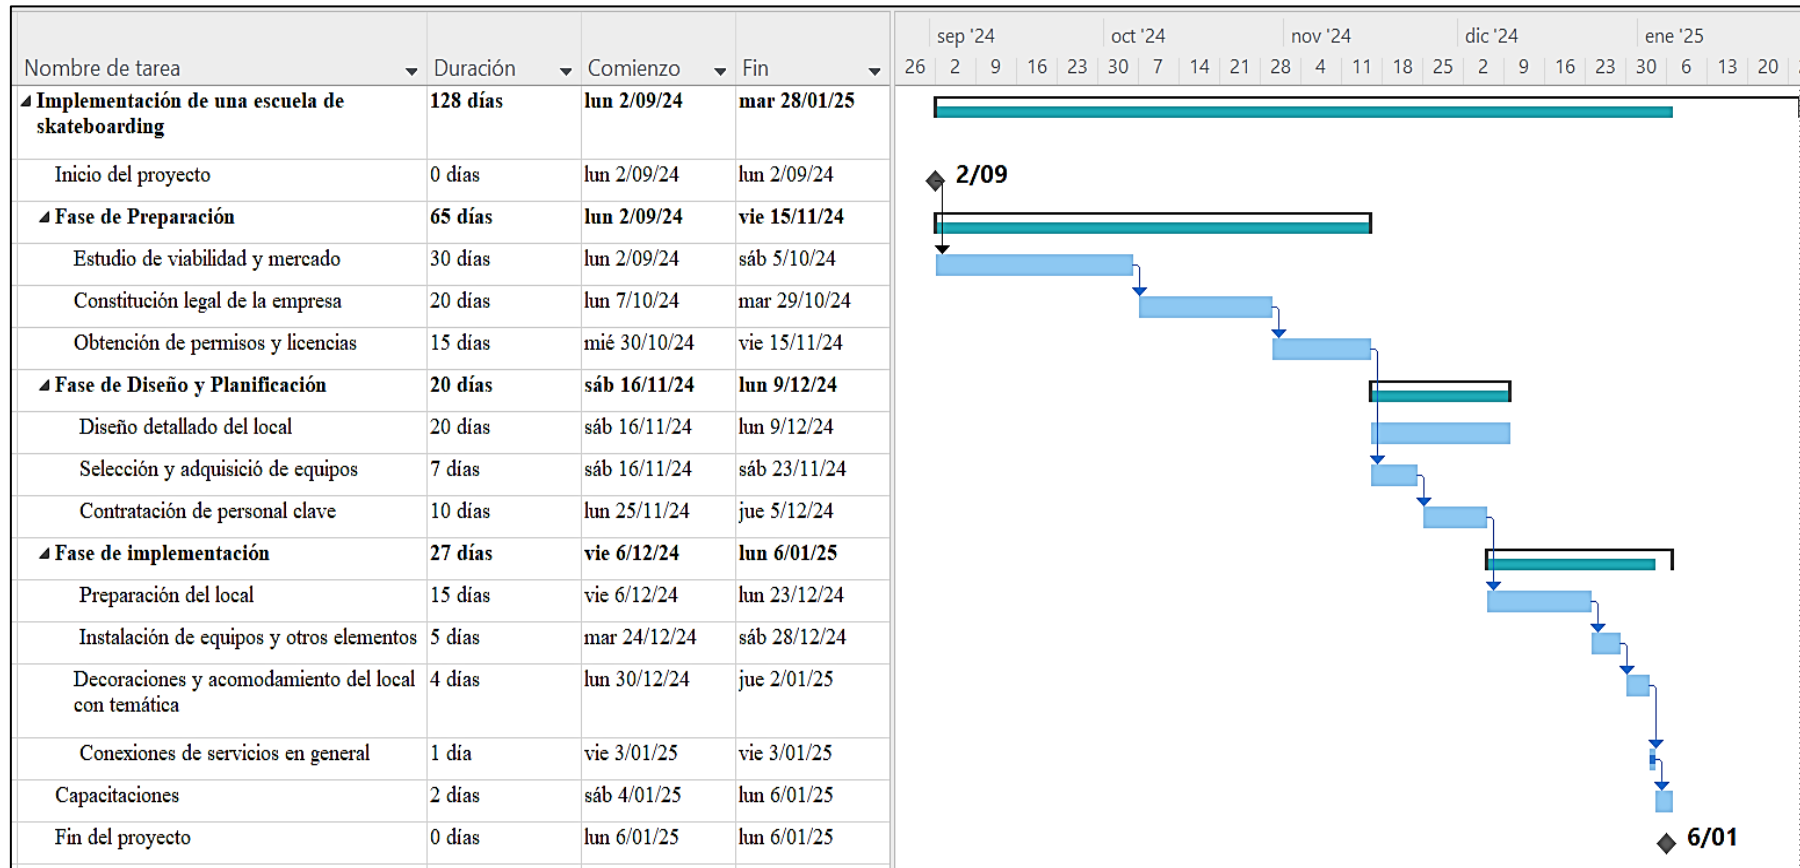 sep '24 oct '24 nov '24 dic '24 ene '25
Nombre de tarea Duración Comienzo Fin 26 2 9 16 23 30 7 14 21 28 4 11 18 25 2 9 16 23 30 6 13 20
Implementación de una escuela de 128 días lun 2/09/24 mar 28/01/25
skateboarding
Inicio del proyecto 0 días lun 2/09/24 lun 2/09/24 2/09
Fase de Preparación 65 días lun 2/09/24 vie 15/11/24
Estudio de viabilidad y mercado 30 días lun 2/09/24 sáb 5/10/24
Constitución legal de la empresa 20 días lun 7/10/24 mar 29/10/24
Obtención de permisos y licencias 15 días mié 30/10/24 vie 15/11/24
Fase de Diseño y Planificación 20 días sáb 16/11/24 lun 9/12/24
Diseño detallado del local 20 días sáb 16/11/24 lun 9/12/24
Selección y adquisició de equipos 7 días sáb 16/11/24 sáb 23/11/24
Contratación de personal clave 10 días lun 25/11/24 jue 5/12/24
Fase de implementación 27 días vie 6/12/24 lun 6/01/25
Preparación del local 15 días vie 6/12/24 lun 23/12/24
Instalación de equipos y otros elementos 5 días mar 24/12/24 sáb 28/12/24
Decoraciones y acomodamiento del local 4 días lun 30/12/24 jue 2/01/25
con temática
Conexiones de servicios en general 1 día vie 3/01/25 vie 3/01/25
Capacitaciones 2 días sáb 4/01/25 lun 6/01/25
Fin del proyecto 0 días lun 6/01/25 lun 6/01/25 6/01